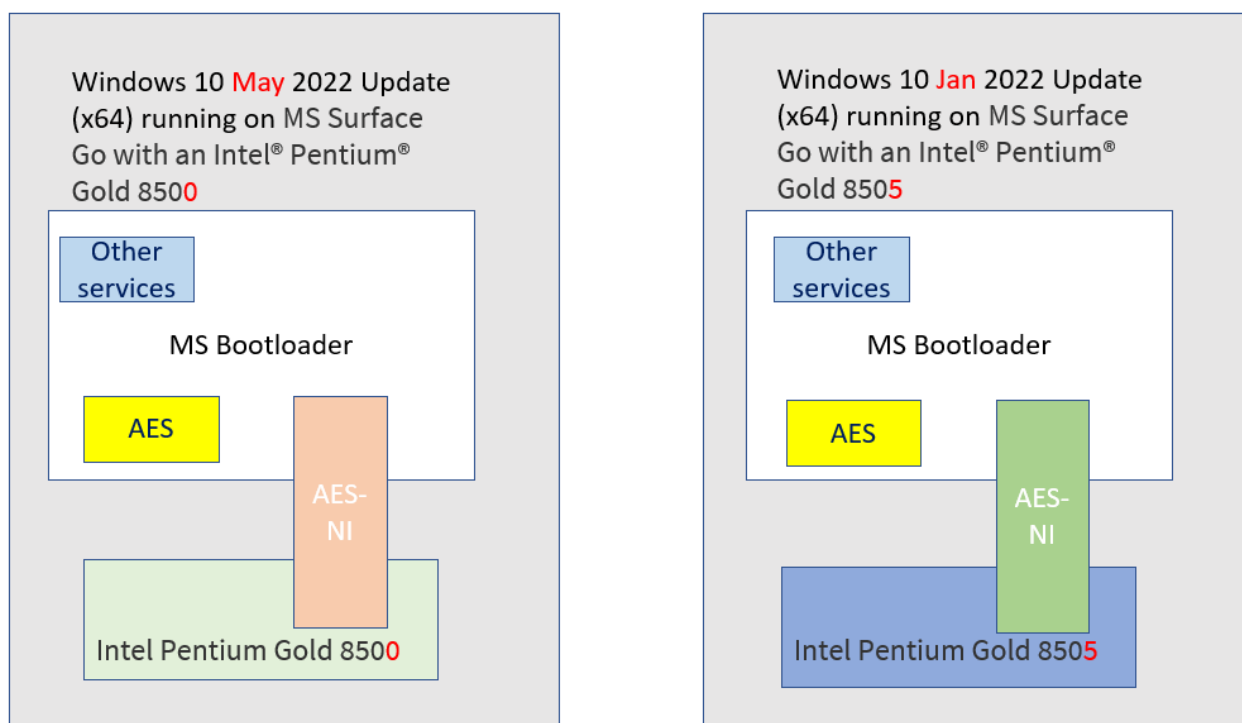 Windows 10 May 2022 Update
(x64) running on MS Surface
Go with an Intel® Pentium®
Gold 8500
Other
services
MS Bootloader
AES
AES-
NI
Intel Pentium Gold 8500
Windows 10 Jan 2022 Update
(x64) running on MS Surface
Go with an Intel® Pentium®
Gold 8505
Other
services
MS Bootloader
AES
AES-
NI
Intel Pentium Gold 8505